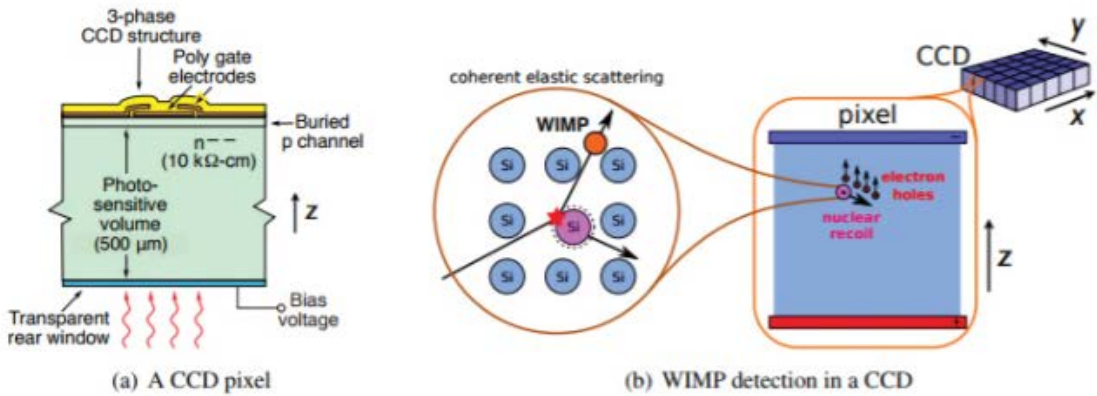 3-phase
CCD structure
Poly gate
electrodes
Buried
p channel
n−−
(10 kΩ-cm)
Photo-
sensitive
volume
(500 µm)
z
Transparent
rear window
Bias
voltage
(a) A CCD pixel
coherent elastic scattering
WIMP
Si
Si
Si
Si
Si
Si
Si
Si
Si
CCD
y
x
pixel
−
electron
holes
nuclear
recoil
z
+
(b) WIMP detection in a CCD